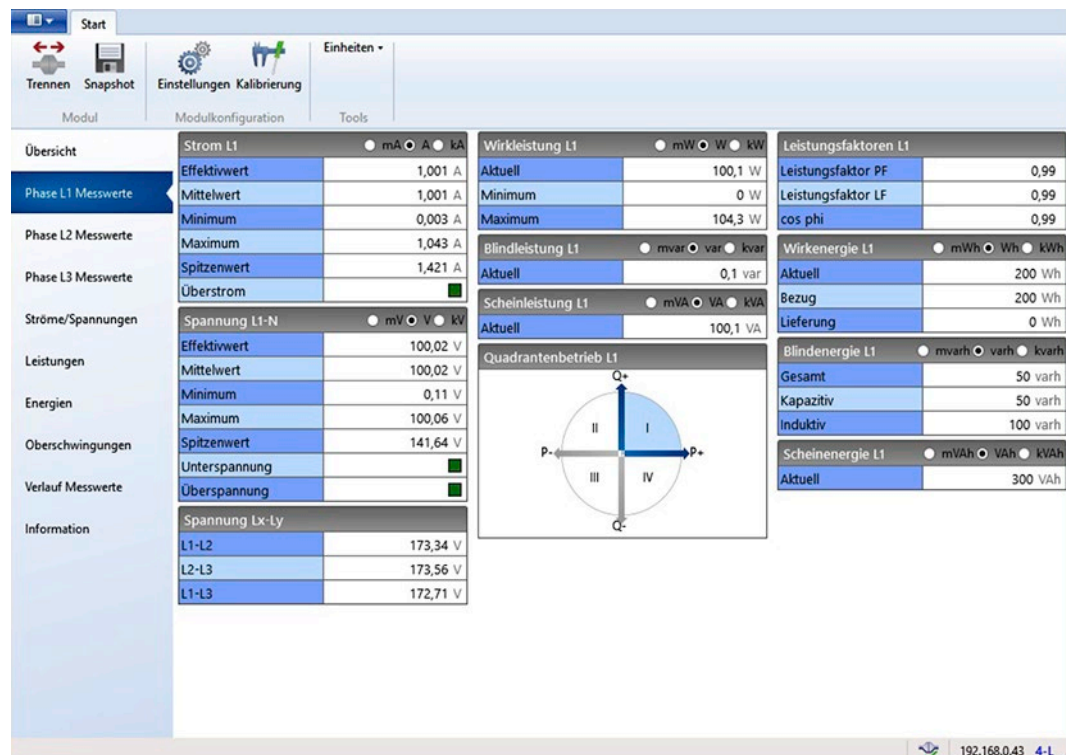 Start
Trennen Snapshot Einstellungen Kalibrierung Einheiten
Modul Modulkonfiguration Tools
Übersicht
Phase L1 Messwerte
Phase L2 Messwerte
Phase L3 Messwerte
Ströme/Spannungen
Leistungen
Energien
Oberschwingungen
Verlauf Messwerte
Information
Strom L1 mA A kA
Effektivwert 1,001 A
Mittelwert 1,001 A
Minimum 0,003 A
Maximum 1,043 A
Spitzenwert 1,421 A
Überstrom
Spannung L1-N mV V kV
Effektivwert 100,02 V
Mittelwert 100,02 V
Minimum 0,11 V
Maximum 100,06 V
Spitzenwert 141,64 V
Unterspannung
Überspannung
Spannung Lx-Ly
L1-L2 173,34 V
L2-L3 173,56 V
L1-L3 172,71 V
Wirkleistung L1 mW W kW
Aktuell 100,1 W
Minimum 0 W
Maximum 104,3 W
Blindleistung L1 mvar var kvar
Aktuell 0,1 var
Scheinleistung L1 mVA VA kVA
Aktuell 100,1 VA
Quadrantenbetrieb L1
Q+
II I
P- P+
III IV
Q-
Leistungsfaktoren L1
Leistungsfaktor PF 0,99
Leistungsfaktor LF 0,99
cos phi 0,99
Wirkenergie L1 mWh Wh kWh
Aktuell 200 Wh
Bezug 200 Wh
Lieferung 0 Wh
Blindenergie L1 mvarh varh kvarh
Gesamt 50 varh
Kapazitiv 50 varh
Induktiv 100 varh
Scheinenergie L1 mVAh VAh kVAh
Aktuell 300 VAh
192.168.0.43 4-L